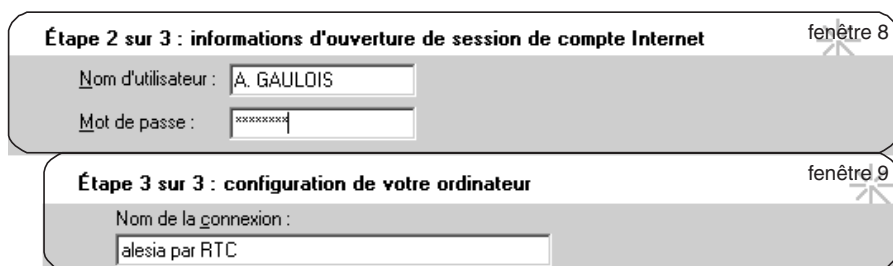 Étape 2 sur 3 : informations d'ouverture de session de compte Internet
fenêtre 8
Nom d'utilisateur : A. GAULOIS
Mot de passe : ********
Étape 3 sur 3 : configuration de votre ordinateur
fenêtre 9
Nom de la connexion :
alesia par RTC